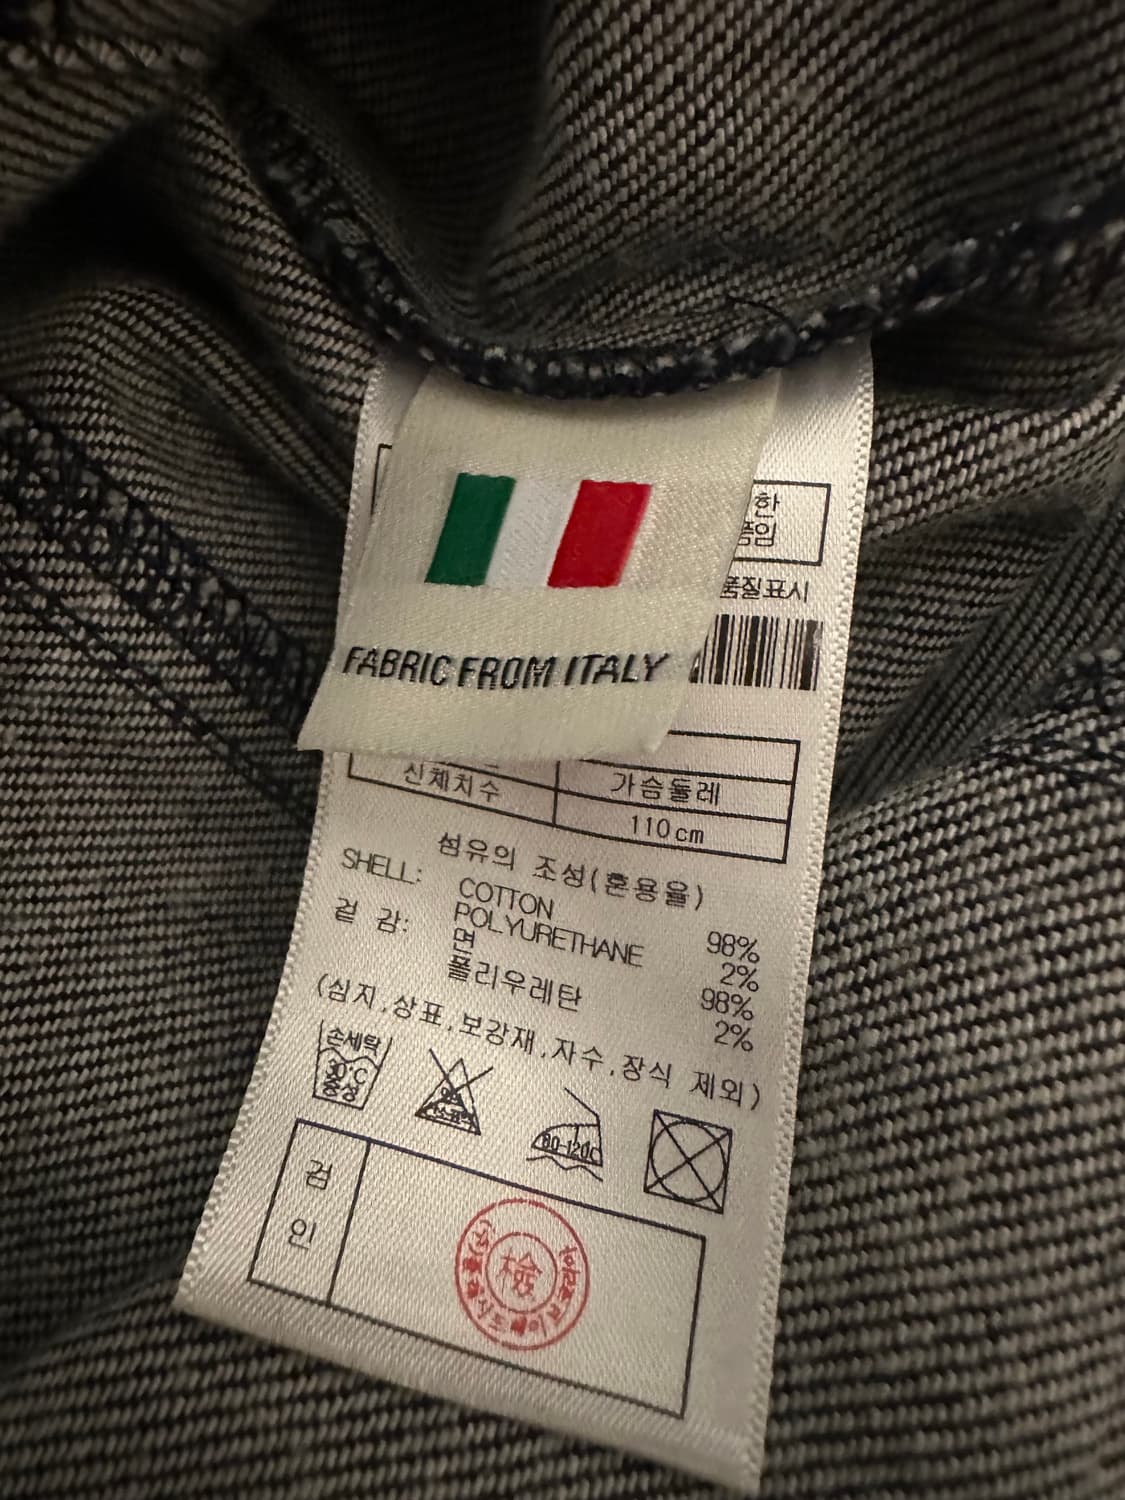 한
품임
품질표시
FABRIC FROM ITALY
신체치수
가슴둘레
110cm
섬유의 조성(혼용율)
SHELL: COTTON 98%
POLYURETHANE 2%
겉 감: 면 98%
폴리우레탄 2%
(심지,상표,보강재,자수,장식 제외)
손세탁
30℃
중성
80-120℃
검
인
檢